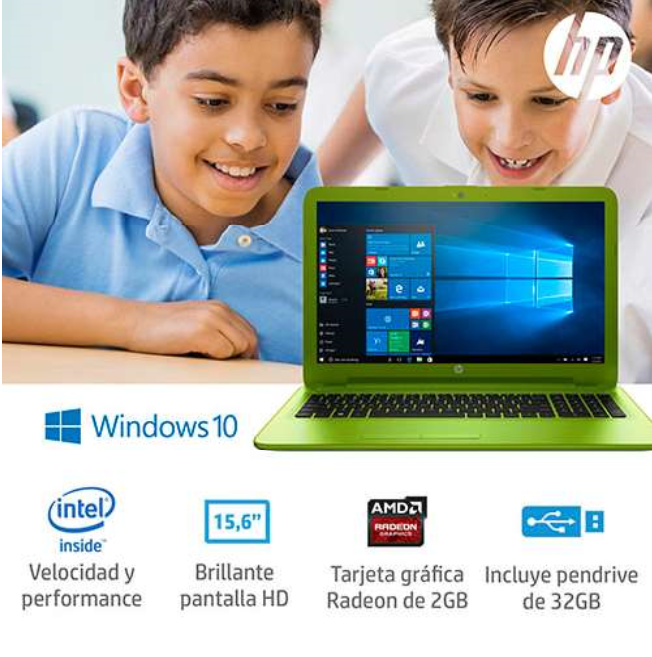 hp
Windows 10
intel
inside™
15,6”
AMD
RADEON
GRAPHICS
Velocidad y
performance
Brillante
pantalla HD
Tarjeta gráfica
Radeon de 2GB
Incluye pendrive
de 32GB